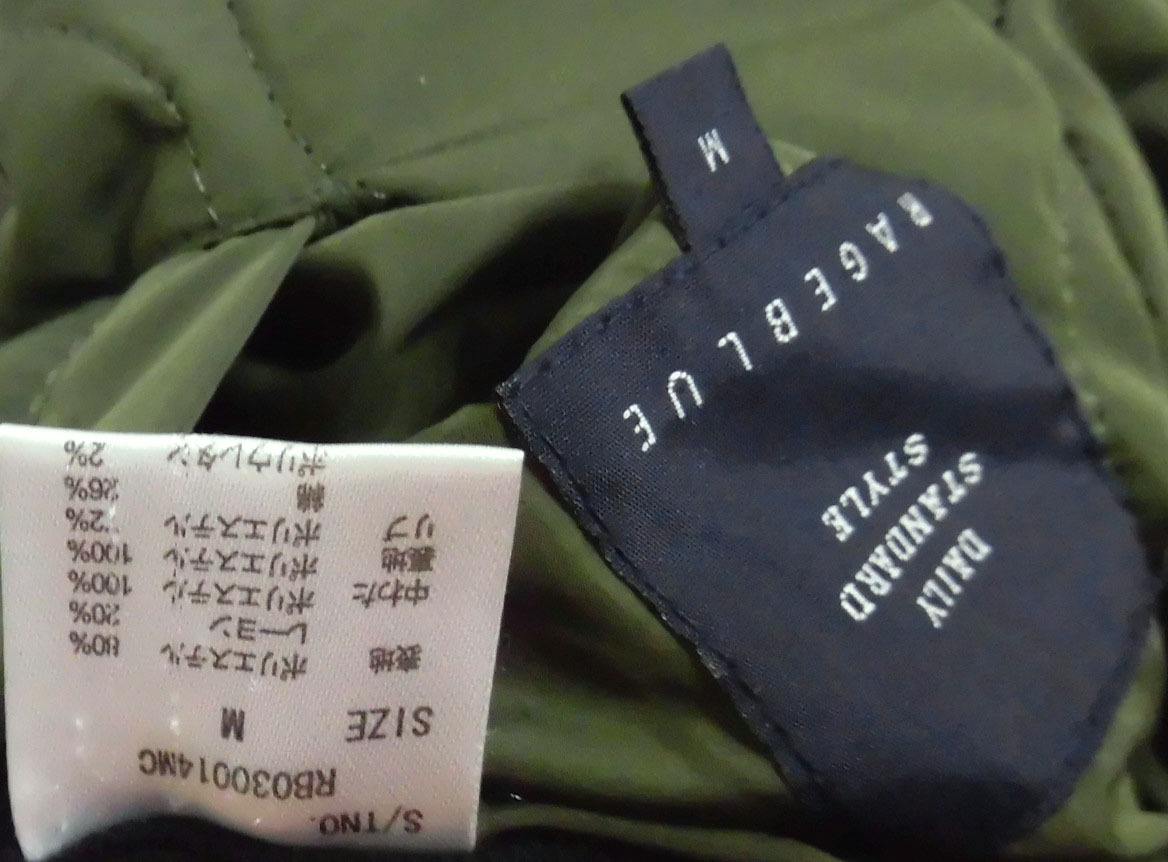 M
RAGEBLUE
DAILY
STANDARD
STYLE
S/TNO.
RB030014MC
SIZE M
表地 ポリエステル 80%
レーヨン 20%
中わた ポリエステル 100%
裏地 ポリエステル 100%
リブ ポリエステル
綿 26%
ポリウレタン 2%